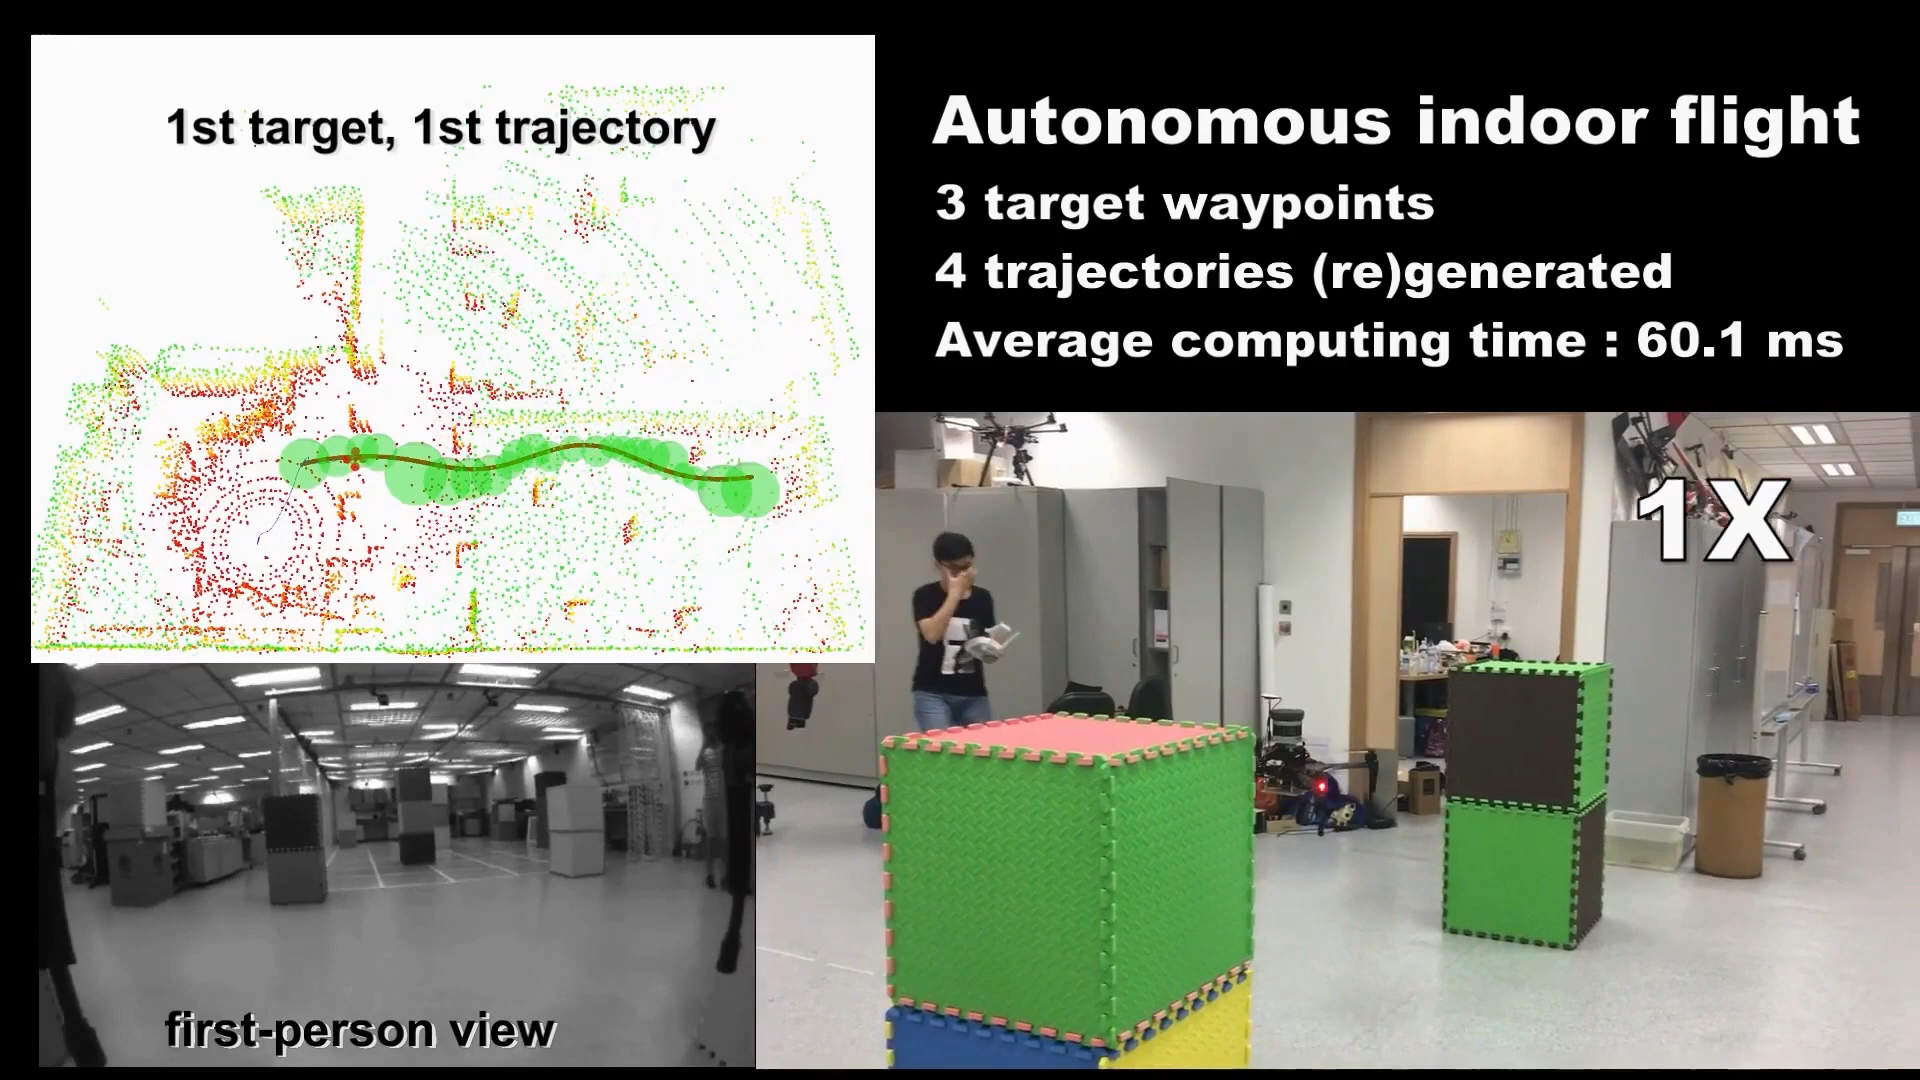 1st target, 1st trajectory
Autonomous indoor flight
3 target waypoints
4 trajectories (re)generated
Average computing time : 60.1 ms
1X
first-person view